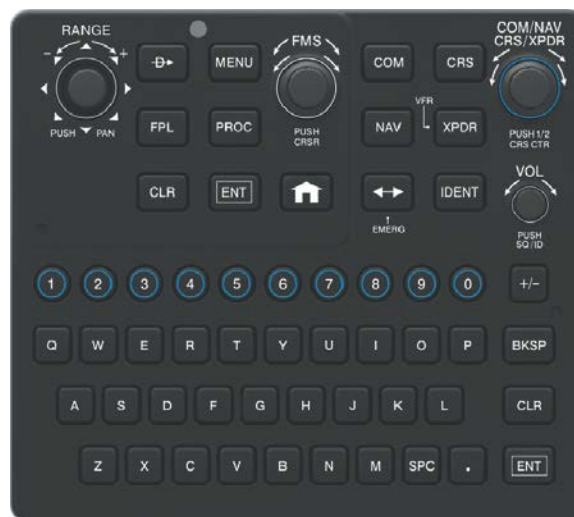 RANGE
- +
PUSH PAN
D
MENU
FMS
PUSH
CRSR
FPL
PROC
CLR
ENT
COM
CRS
COM/NAV
CRS/XPDR
PUSH 1/2
CRS CTR
VFR
NAV
XPDR
VOL
IDENT
EMERG
PUSH
SQ/ID
1 2 3 4 5 6 7 8 9 0 +/-
Q W E R T Y U I O P BKSP
A S D F G H J K L CLR
Z X C V B N M SPC . ENT